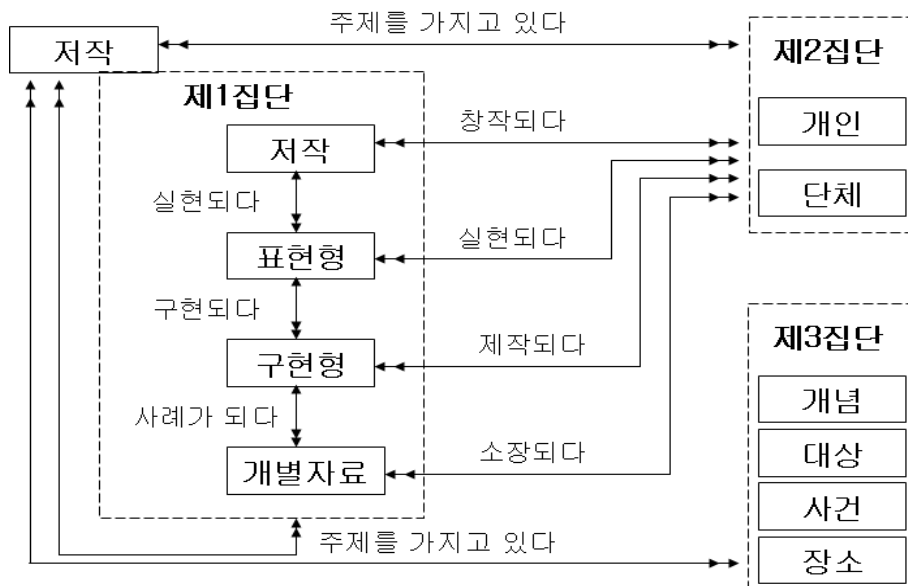 주제를 가지고 있다
저작
제2집단
제1집단
개인
창작되다
저작
단체
실현되다
실현되다
표현형
구현되다
제3집단
제작되다
구현형
개념
사례가 되다
대상
소장되다
개별자료
사건
주제를 가지고 있다
장소